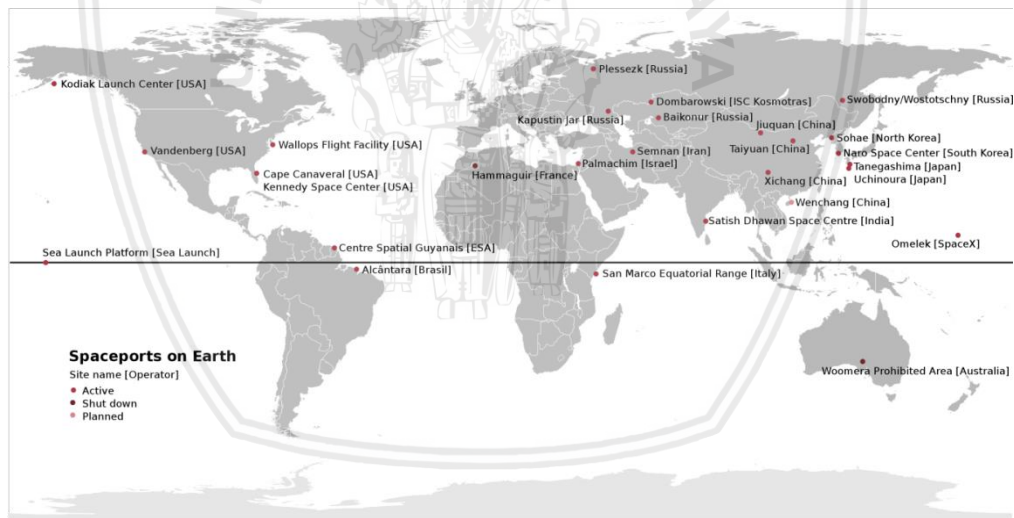 Plessezk [Russia]
Kodiak Launch Center [USA]
Dombarowski [ISC Kosmotras]
Swobodny/Wostotschny [Russia]
Kapustin Jar [Russia]
Baikonur [Russia]
Jiuquan [China]
Sohae [North Korea]
Vandenberg [USA]
Wallops Flight Facility [USA]
Semnan [Iran]
Taiyuan [China]
Naro Space Center [South Korea]
Cape Canaveral [USA]
Kennedy Space Center [USA]
Hammaguir [France]
Palmachim [Israel]
Tanegashima [Japan]
Xichang [China]
Uchinoura [Japan]
Wenchang [China]
Satish Dhawan Space Centre [India]
Sea Launch Platform [Sea Launch]
Centre Spatial Guyanais [ESA]
Omelek [SpaceX]
Alcântara [Brasil]
San Marco Equatorial Range [Italy]
Woomera Prohibited Area [Australia]
Spaceports on Earth
Site name [Operator]
Active
Shut down
Planned